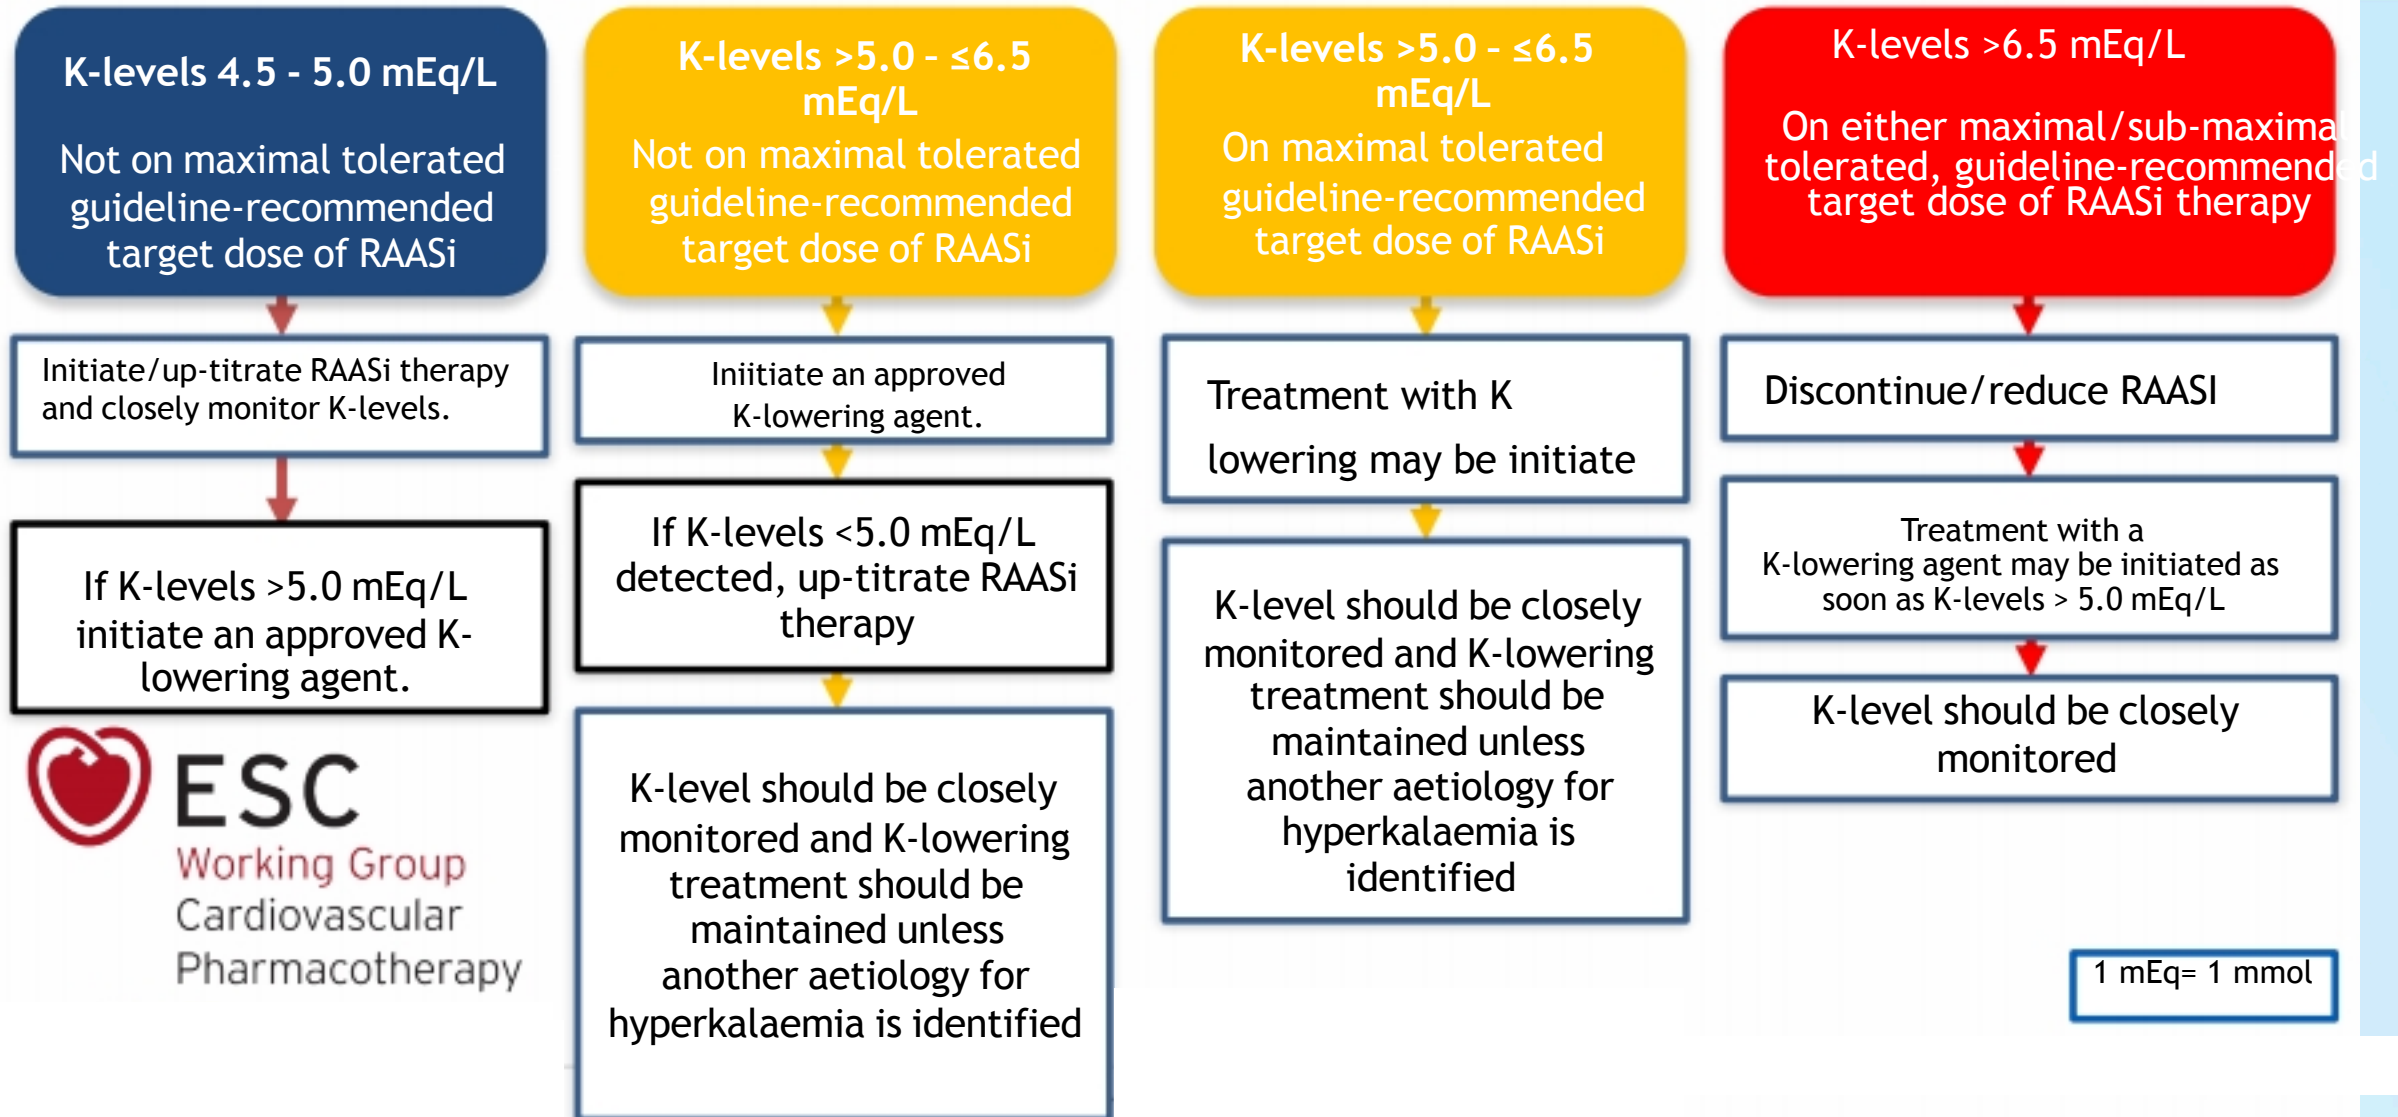 K-levels 4.5 - 5.0 mEq/L
Not on maximal tolerated
guideline-recommended
target dose of RAASi
Initiate/up-titrate RAASi therapy
and closely monitor K-levels.
If K-levels >5.0 mEq/L
initiate an approved K-
lowering agent.
ESC
Working Group
Cardiovascular
Pharmacotherapy
K-levels >5.0 – ≤6.5
mEq/L
Not on maximal tolerated
guideline-recommended
target dose of RAASi
Iniitiate an approved
K-lowering agent.
If K-levels <5.0 mEq/L
detected, up-titrate RAASi
therapy
K-level should be closely
monitored and K-lowering
treatment should be
maintained unless
another aetiology for
hyperkalaemia is identified
K-levels >5.0 – ≤6.5
mEq/L
On maximal tolerated
guideline-recommended
target dose of RAASi
Treatment with K
lowering may be initiate
K-level should be closely
monitored and K-lowering
treatment should be
maintained unless
another aetiology for
hyperkalaemia is
identified
K-levels >6.5 mEq/L
On either maximal/sub-maximal
tolerated, guideline-recommended
target dose of RAASi therapy
Discontinue/reduce RAASI
Treatment with a
K-lowering agent may be initiated as
soon as K-levels > 5.0 mEq/L
K-level should be closely
monitored
1 mEq= 1 mmol